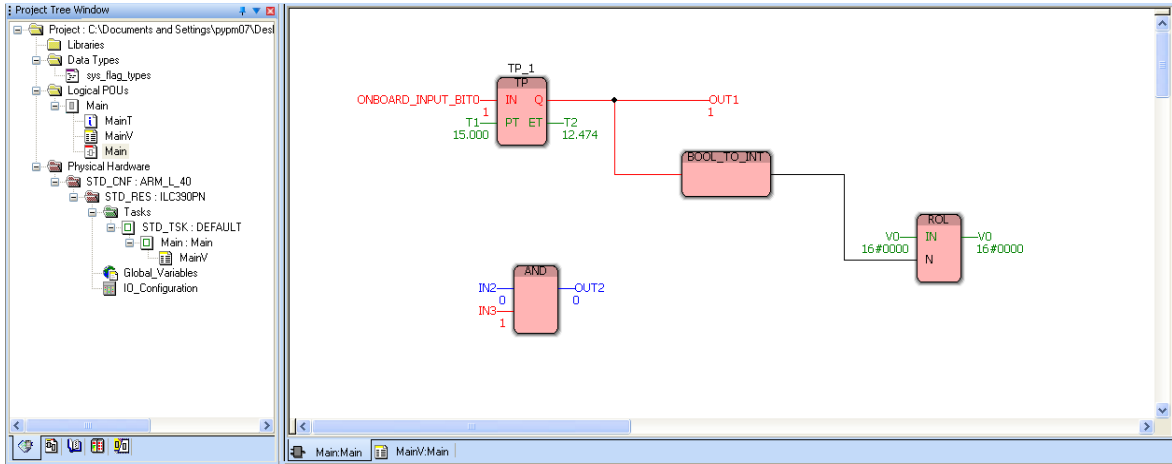 Project Tree Window
Project : C:\Documents and Settings\pypm07\Desl
Libraries
Data Types
sys_flag_types
Logical POUs
Main
MainT
MainV
Main
Physical Hardware
STD_CNF : ARM_L_40
STD_RES : ILC390PN
Tasks
STD_TSK : DEFAULT
Main : Main
MainV
Global_Variables
IO_Configuration
TP_1
TP
ONBOARD_INPUT_BIT0 IN Q OUT1
1 1
T1 PT ET T2
15.000 12.474
BOOL_TO_INT
ROL
V0 IN V0
16#0000 16#0000
N
AND
IN2 OUT2
0 0
IN3
1
Main:Main MainV:Main